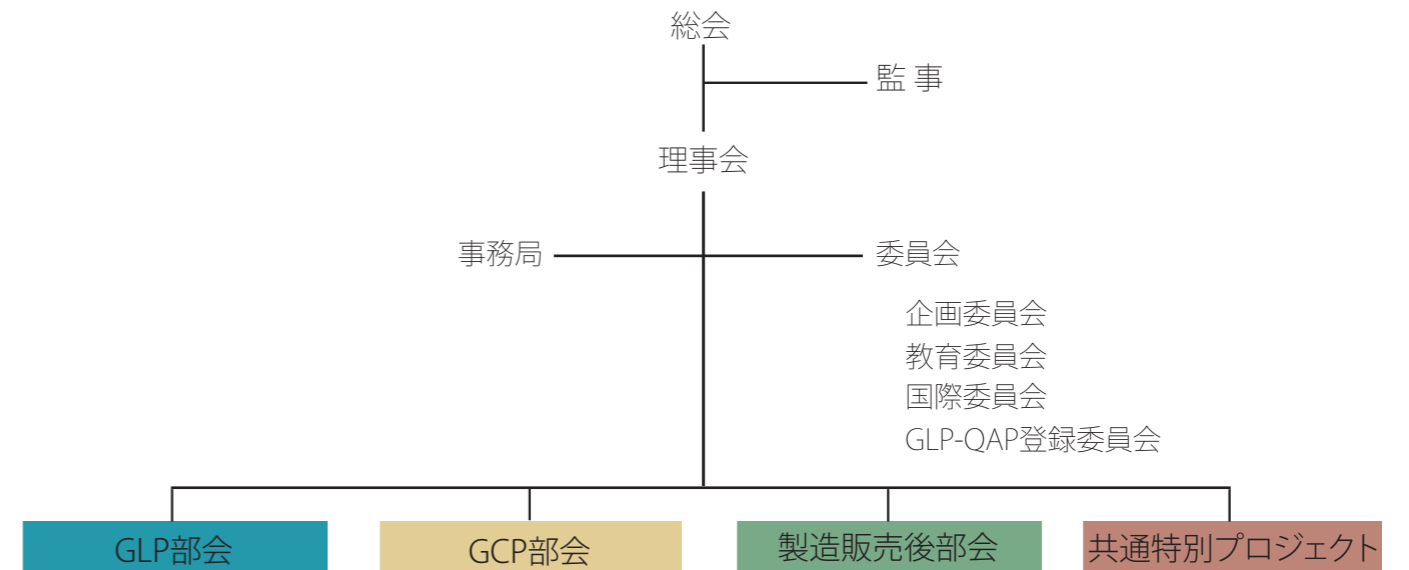 総会
監 事
理事会
事務局
委員会
企画委員会
教育委員会
国際委員会
GLP-QAP登録委員会
GLP部会
GCP部会
製造販売後部会
共通特別プロジェクト